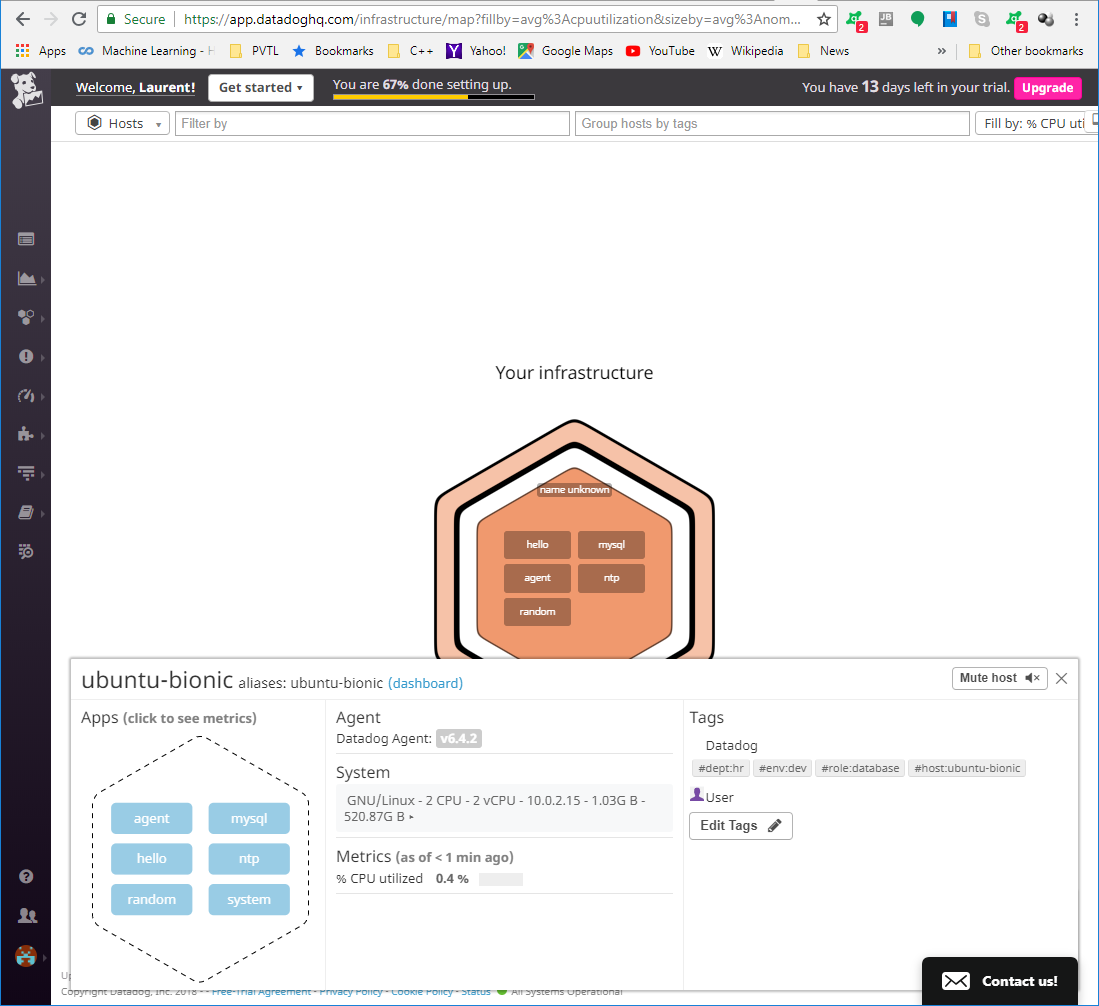 Secure
https://app.datadoghq.com/infrastructure/map?fillby=avg%3Acpuutilization&sizeby=avg%3Anom...
2
JB
2
Apps
Machine Learning - H
PVTL
Bookmarks
C++
Yahoo!
Google Maps
YouTube
W Wikipedia
News
»
Other bookmarks
Welcome, Laurent!
Get started
You are 67% done setting up.
You have 13 days left in your trial.
Upgrade
Hosts
Filter by
Group hosts by tags
Fill by: % CPU uti
Your infrastructure
name unknown
hello mysql
agent ntp
random
ubuntu-bionic aliases: ubuntu-bionic (dashboard)
Mute host
Apps (click to see metrics)
agent mysql
hello ntp
random system
Agent
Datadog Agent: v6.4.2
System
GNU/Linux - 2 CPU - 2 vCPU - 10.0.2.15 - 1.03G B -
520.87G B
Metrics (as of < 1 min ago)
% CPU utilized 0.4 %
Tags
Datadog
#dept:hr #env:dev #role:database #host:ubuntu-bionic
User
Edit Tags
Contact us!
Up
Copyright Datadog, Inc. 2018 - - Free-Trial Agreement - Privacy Policy - Cookie Policy - Status All Systems Operational